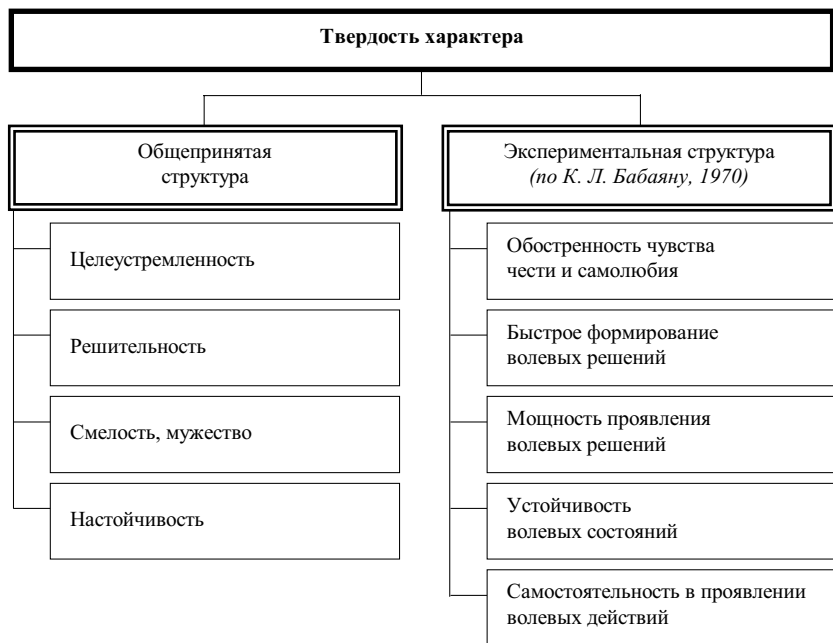 Твердость характера
Общепринятая
структура
Целеустремленность
Решительность
Смелость, мужество
Настойчивость
Экспериментальная структура
(по К. Л. Бабаяну, 1970)
Обостренность чувства
чести и самолюбия
Быстрое формирование
волевых решений
Мощность проявления
волевых решений
Устойчивость
волевых состояний
Самостоятельность в проявлении
волевых действий